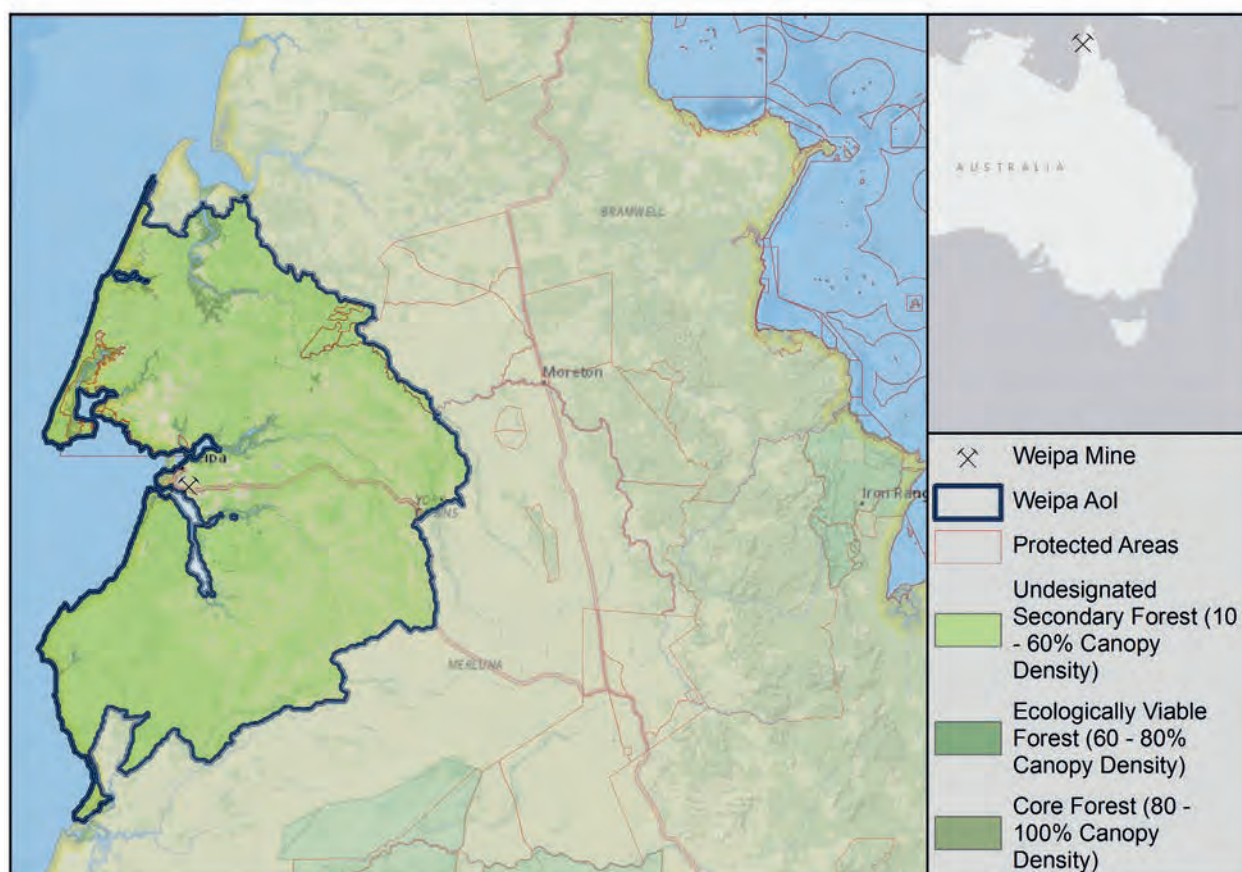 BRAMWELL
Moreton
ipa
Iron Rang
MERLUNA
AUSTRALIA
A
Weipa Mine
Weipa AoI
Protected Areas
Undesignated
Secondary Forest (10
- 60% Canopy
Density)
Ecologically Viable
Forest (60 - 80%
Canopy Density)
Core Forest (80 -
100% Canopy
Density)